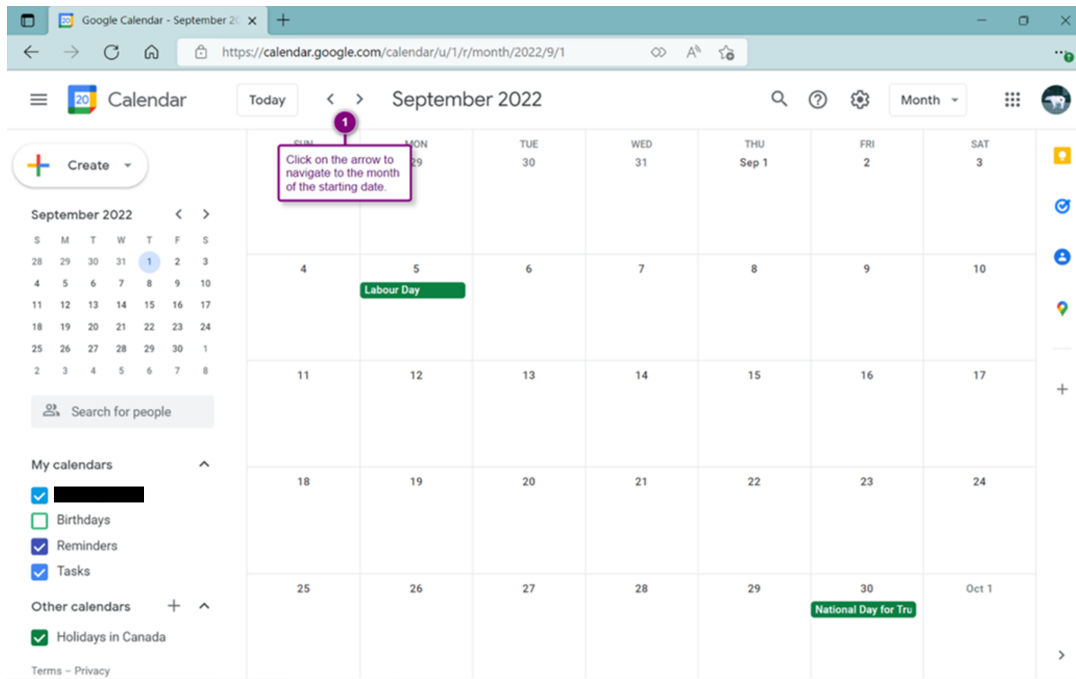 Google Calendar - September 20
https://calendar.google.com/calendar/u/1/r/month/2022/9/1
20 Calendar
Today
September 2022
Month
1
Click on the arrow to
navigate to the month
of the starting date.
Create
September 2022
S M T W T F S
28 29 30 31 1 2 3
4 5 6 7 8 9 10
11 12 13 14 15 16 17
18 19 20 21 22 23 24
25 26 27 28 29 30 1
2 3 4 5 6 7 8
Search for people
My calendars
Birthdays
Reminders
Tasks
Other calendars
Holidays in Canada
Terms – Privacy
SUN MON TUE WED THU FRI SAT
29 30 31 Sep 1 2 3
4 5 6 7 8 9 10
Labour Day
11 12 13 14 15 16 17
18 19 20 21 22 23 24
25 26 27 28 29 30 Oct 1
National Day for Tru